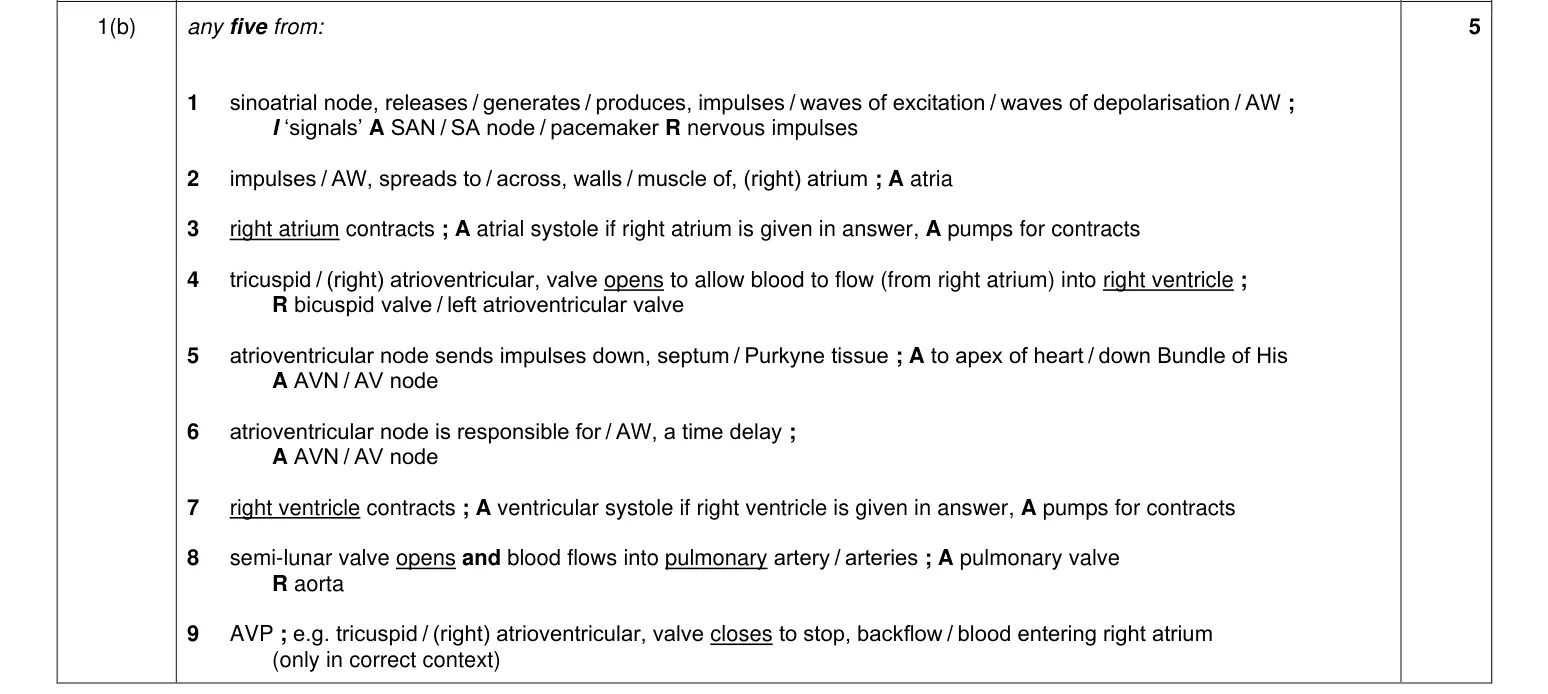 1(b) any five from: 5
1 sinoatrial node, releases / generates / produces, impulses / waves of excitation / waves of depolarisation / AW ;
I ‘signals’ A SAN / SA node / pacemaker R nervous impulses
2 impulses / AW, spreads to / across, walls / muscle of, (right) atrium ; A atria
3 right atrium contracts ; A atrial systole if right atrium is given in answer, A pumps for contracts
4 tricuspid / (right) atrioventricular, valve opens to allow blood to flow (from right atrium) into right ventricle ;
R bicuspid valve / left atrioventricular valve
5 atrioventricular node sends impulses down, septum / Purkyne tissue ; A to apex of heart / down Bundle of His
A AVN / AV node
6 atrioventricular node is responsible for / AW, a time delay ;
A AVN / AV node
7 right ventricle contracts ; A ventricular systole if right ventricle is given in answer, A pumps for contracts
8 semi-lunar valve opens and blood flows into pulmonary artery / arteries ; A pulmonary valve
R aorta
9 AVP ; e.g. tricuspid / (right) atrioventricular, valve closes to stop, backflow / blood entering right atrium
(only in correct context)